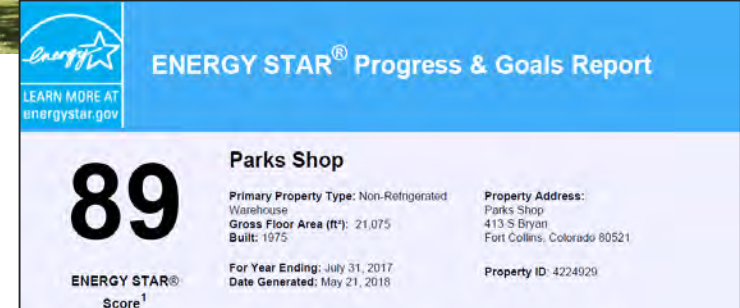 energy
LEARN MORE AT
energystar.gov
ENERGY STAR® Progress & Goals Report
89
ENERGY STAR®
Score1
Parks Shop
Primary Property Type: Non-Refrigerated
Warehouse
Gross Floor Area (ft²): 21,075
Built: 1975
For Year Ending: July 31, 2017
Date Generated: May 21, 2018
Property Address:
Parks Shop
413 S Bryan
Fort Collins, Colorado 80521
Property ID: 4224929